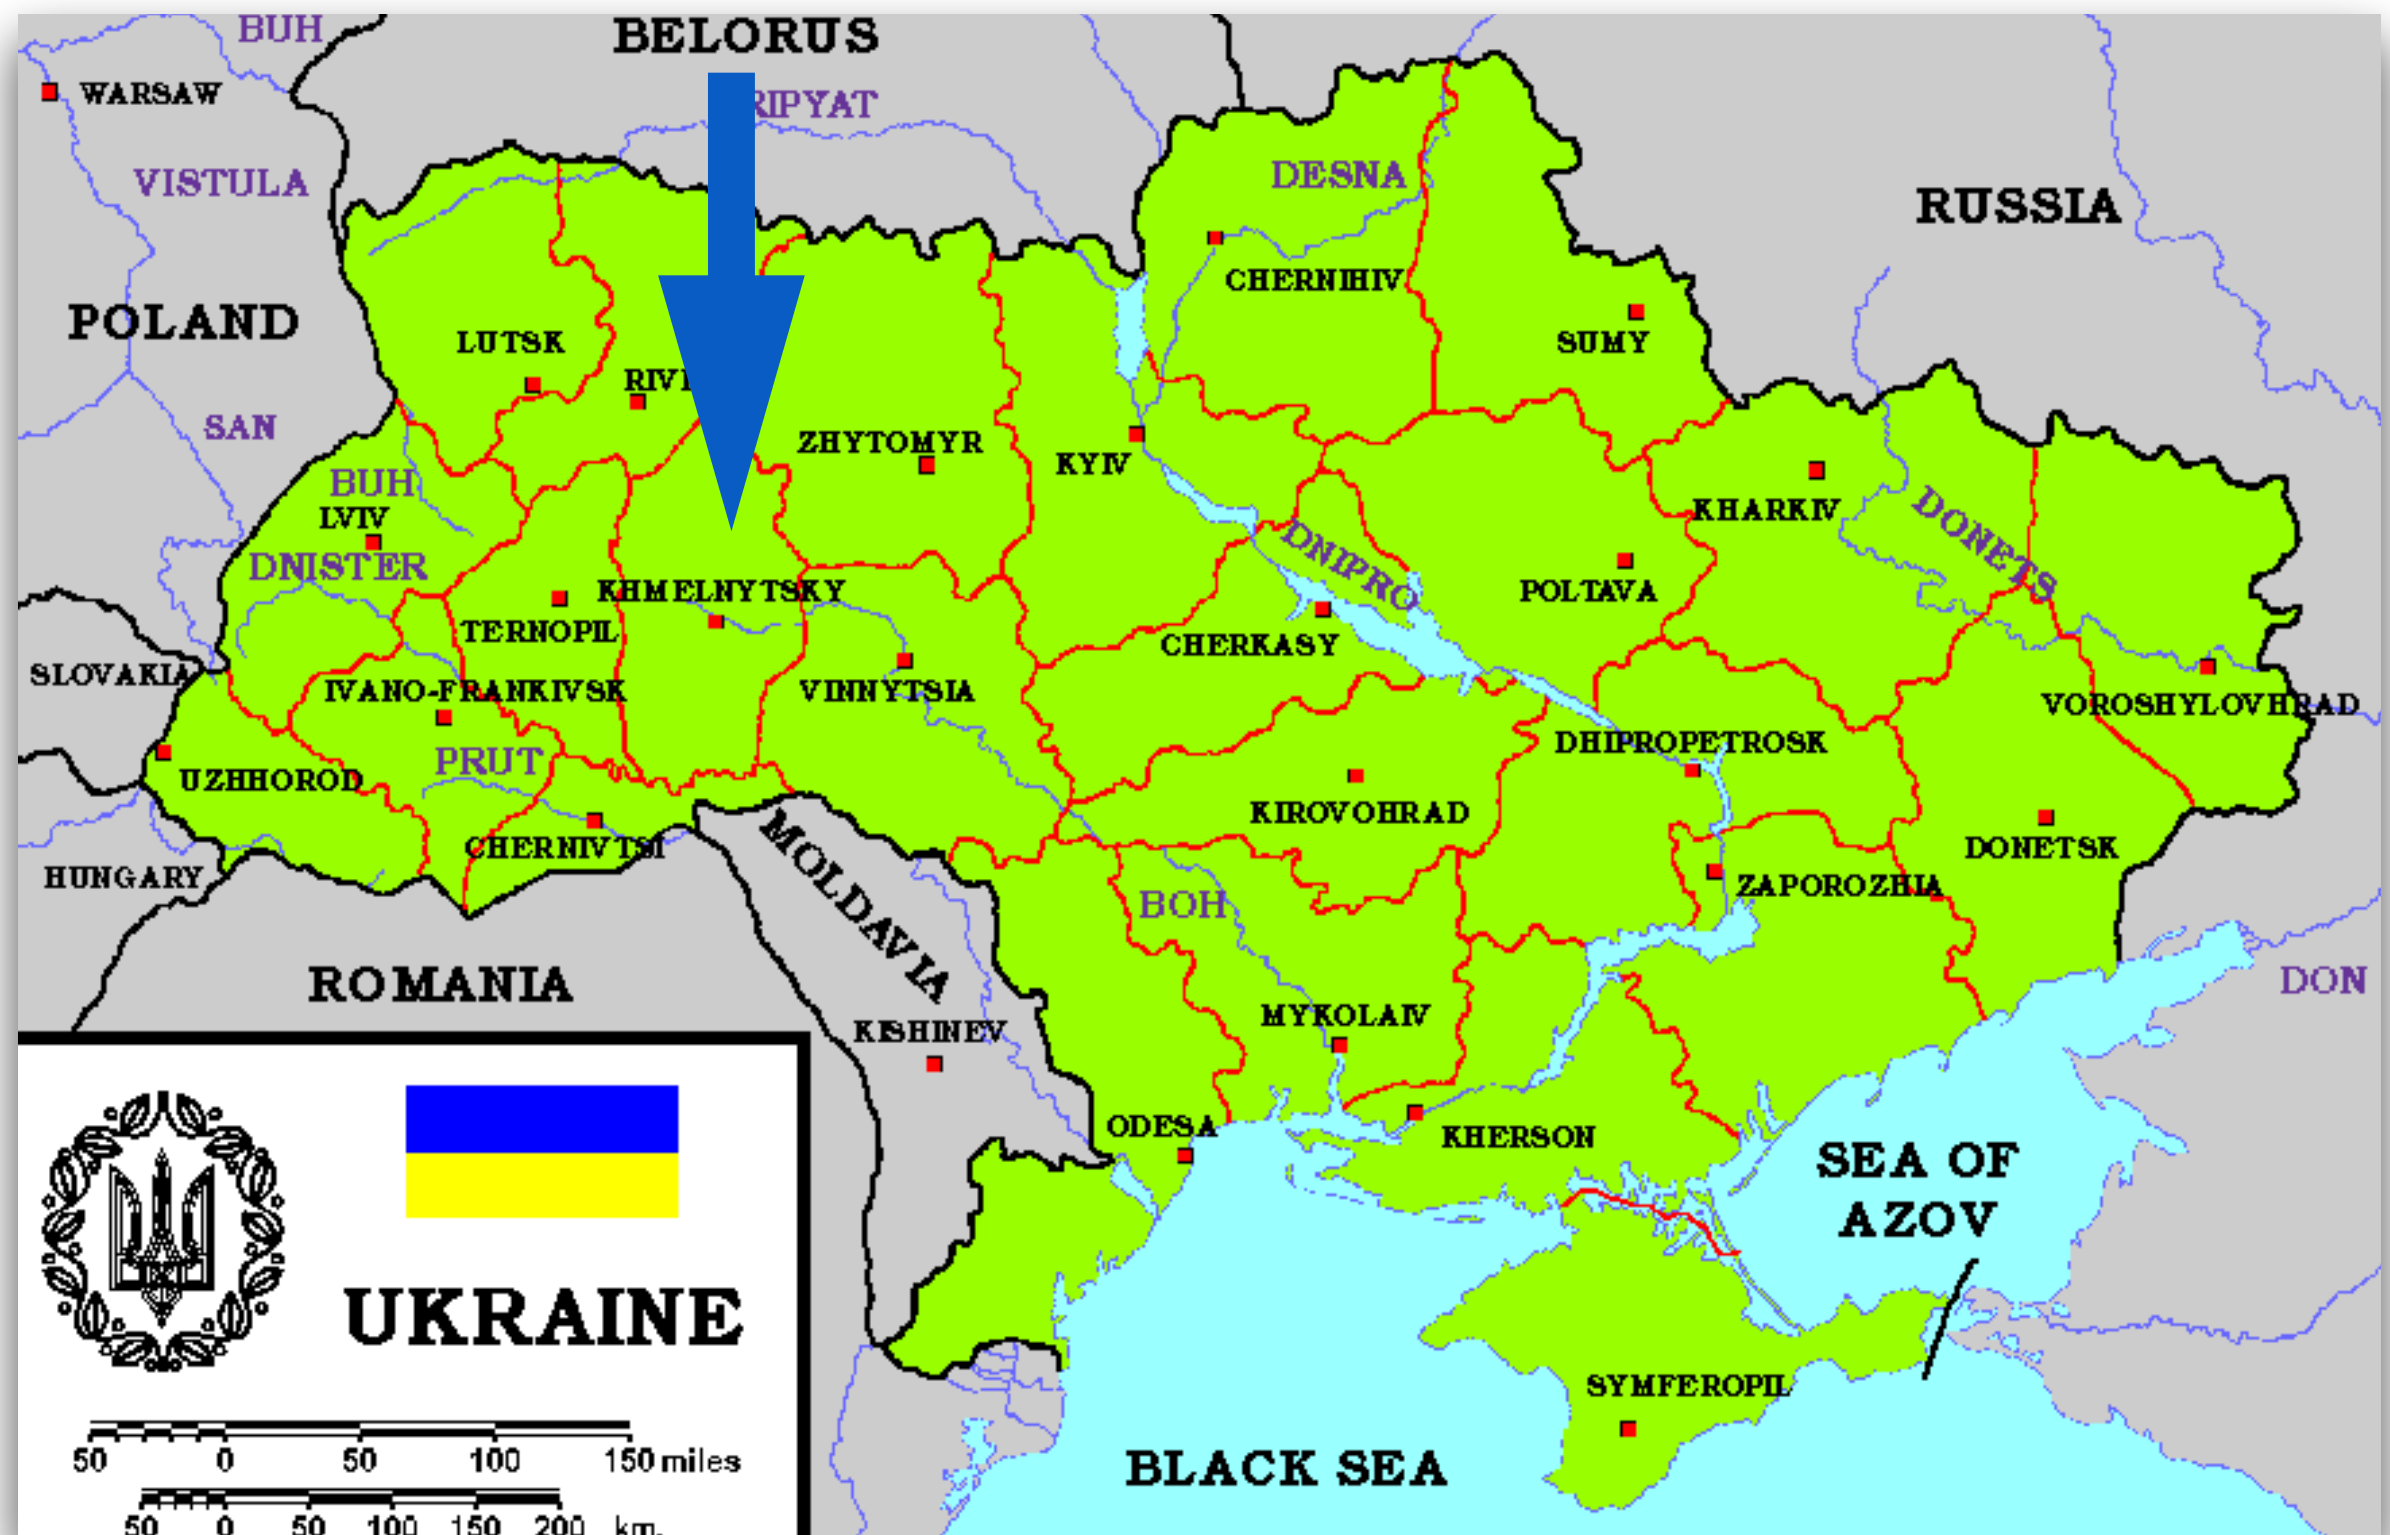 BUH
BELORUS
WARSAW
RIPYAT
VISTULA
DESNA
RUSSIA
CHERNIHIV
POLAND
LUTSK
SUMY
SAN
ZHYTOMYR
KYIV
BUH
LVIV
KHARKIV
DONETS
DNIPRO
DNISTER
KHMELNYTSKY
POLTAVA
TERNOPIL
CHERKASY
SLOVAKIA
IVANO-FRANKIVSK
VINNYTSIA
VOROSHYLOVHRAD
DHIPROPETROSK
PRUT
UZHHOROD
KIROVOHRAD
CHERNIVTSI
DONETSK
HUNGARY
MOLDAVIA
ZAPOROZHIA
BOH
ROMANIA
DON
MYKOLAIV
KISHINEV
ODESA
KHERSON
SEA OF
AZOV
UKRAINE
SYMFEROPIL
BLACK SEA
50 0 50 100 150 miles
50 0 50 100 150 200 km.